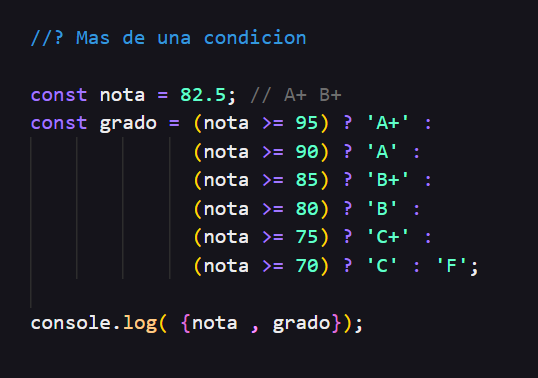 //? Mas de una condicion
const nota = 82.5; // A+ B+
const grado = (nota >= 95) ? 'A+' :
(nota >= 90) ? 'A' :
(nota >= 85) ? 'B+' :
(nota >= 80) ? 'B' :
(nota >= 75) ? 'C+' :
(nota >= 70) ? 'C' : 'F';
console.log( {nota , grado});